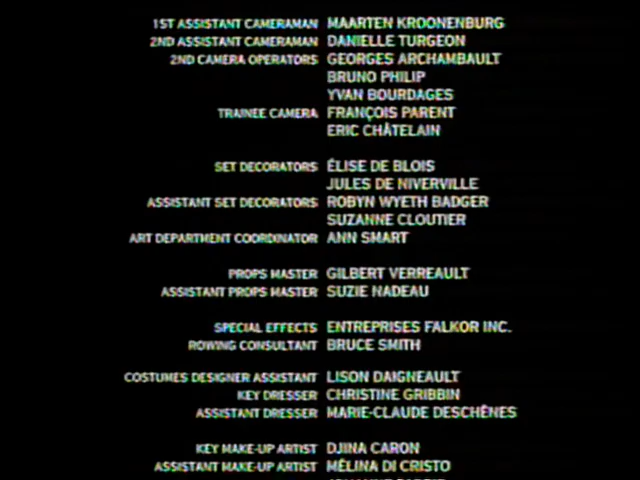 1ST ASSISTANT CAMERAMAN MAARTEN KROONENBURG
2ND ASSISTANT CAMERAMAN DANIELLE TURGEON
2ND CAMERA OPERATORS GEORGES ARCHAMBAULT
BRUNO PHILIP
YVAN BOURDAGES
TRAINEE CAMERA FRANÇOIS PARENT
ERIC CHÂTELAIN
SET DECORATORS ÉLISE DE BLOIS
JULES DE NIVERVILLE
ASSISTANT SET DECORATORS ROBYN WYETH BADGER
SUZANNE CLOUTIER
ART DEPARTMENT COORDINATOR ANN SMART
PROPS MASTER GILBERT VERREAULT
ASSISTANT PROPS MASTER SUZIE NADEAU
SPECIAL EFFECTS ENTREPRISES FALKOR INC.
ROWING CONSULTANT BRUCE SMITH
COSTUMES DESIGNER ASSISTANT LISON DAIGNEAULT
KEY DRESSER CHRISTINE GRIBBIN
ASSISTANT DRESSER MARIE-CLAUDE DESCHÊNES
KEY MAKE-UP ARTIST DJINA CARON
ASSISTANT MAKE-UP ARTIST MÉLINA DI CRISTO